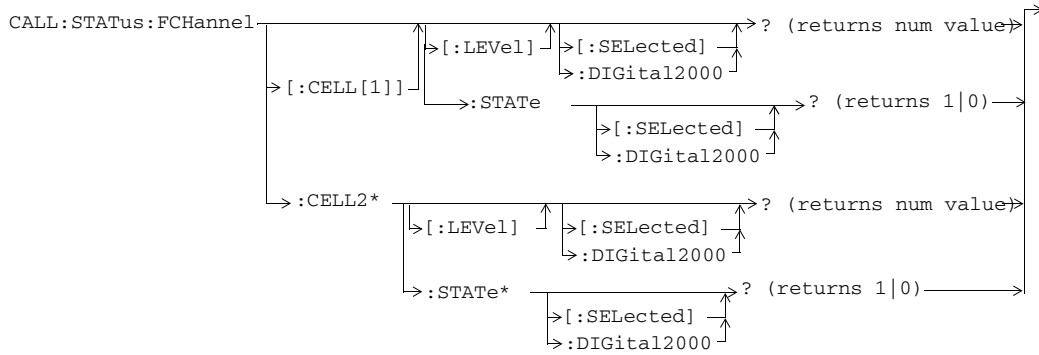 CALL:STATus:FCHannel ? (returns num value)
[:LEVel] [:SELected]
:DIGital2000
[:CELL[1]]
:STATe ? (returns 1|0)
[:SELected]
:DIGital2000
:CELL2* ? (returns num value)
[:LEVel] [:SELected]
:DIGital2000
:STATe* ? (returns 1|0)
[:SELected]
:DIGital2000